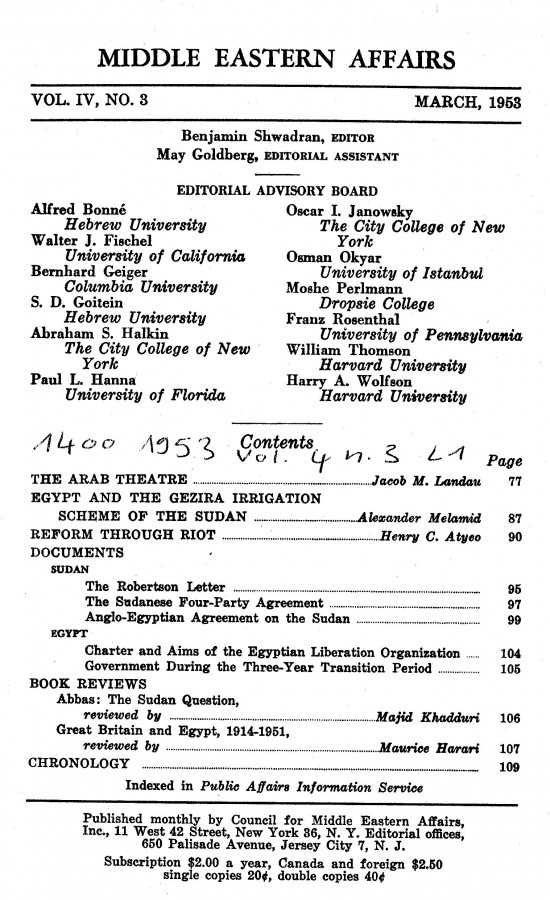 MIDDLE EASTERN AFFAIRS
VOL. IV, NO. 3 MARCH, 1953
Benjamin Shwadran, EDITOR
May Goldberg, EDITORIAL ASSISTANT
EDITORIAL ADVISORY BOARD
Alfred Bonné
Hebrew University
Walter J. Fischel
University of California
Bernhard Geiger
Columbia University
S. D. Goitein
Hebrew University
Abraham S. Halkin
The City College of New
York
Paul L. Hanna
University of Florida
Oscar I. Janowsky
The City College of New
York
Osman Okyar
University of Istanbul
Moshe Perlmann
Dropsie College
Franz Rosenthal
University of Pennsylvania
William Thomson
Harvard University
Harry A. Wolfson
Harvard University
Contents
1400 1953 Vol. 4 n. 3 L1
Page
THE ARAB THEATRE Jacob M. Landau 77
EGYPT AND THE GEZIRA IRRIGATION
SCHEME OF THE SUDAN Alexander Melamid 87
REFORM THROUGH RIOT Henry C. Atyeo 90
DOCUMENTS
SUDAN
The Robertson Letter 95
The Sudanese Four-Party Agreement 97
Anglo-Egyptian Agreement on the Sudan 99
EGYPT
Charter and Aims of the Egyptian Liberation Organization 104
Government During the Three-Year Transition Period 105
BOOK REVIEWS
Abbas: The Sudan Question,
reviewed by Majid Khadduri 106
Great Britain and Egypt, 1914-1951,
reviewed by Maurice Harari 107
CHRONOLOGY 109
Indexed in Public Affairs Information Service
Published monthly by Council for Middle Eastern Affairs,
Inc., 11 West 42 Street, New York 36, N. Y. Editorial offices,
650 Palisade Avenue, Jersey City 7, N. J.
Subscription $2.00 a year, Canada and foreign $2.50
single copies 20¢, double copies 40¢